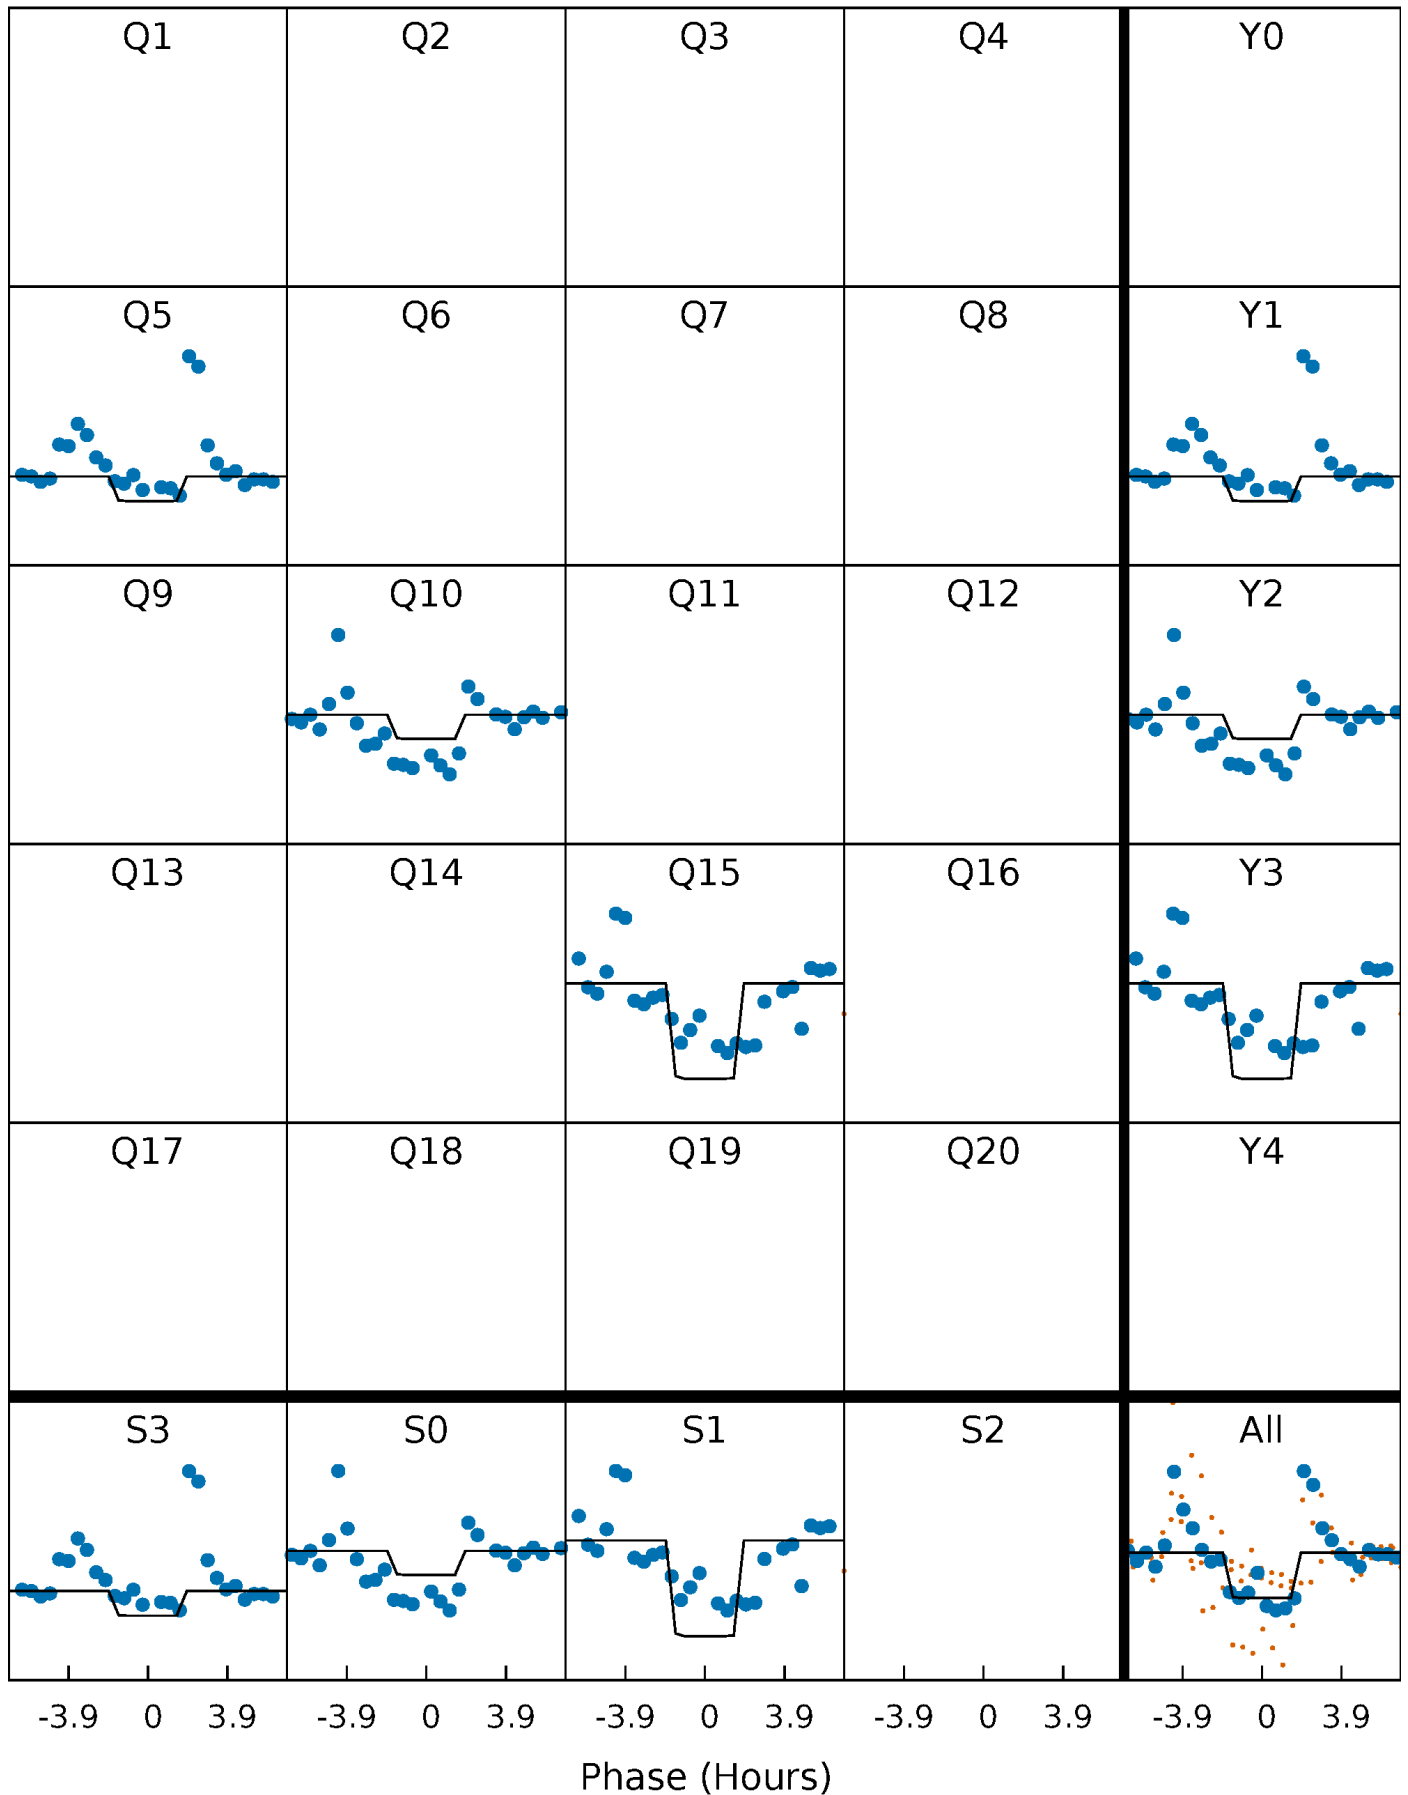 Q1 Q2 Q3 Q4 Y0
Q5 Q6 Q7 Q8 Y1
Q9 Q10 Q11 Q12 Y2
Q13 Q14 Q15 Q16 Y3
Q17 Q18 Q19 Q20 Y4
S3 S0 S1 S2 All
-3.9 0 3.9 -3.9 0 3.9 -3.9 0 3.9 -3.9 0 3.9 -3.9 0 3.9
Phase (Hours)